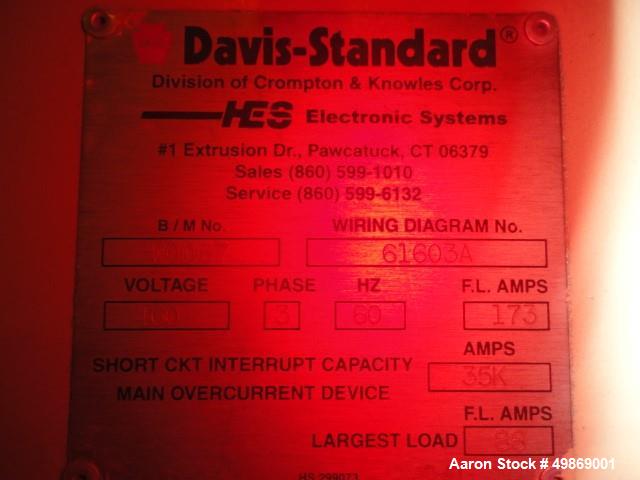 Davis-Standard®
Division of Crompton & Knowles Corp.
HES Electronic Systems
#1 Extrusion Dr., Pawcatuck, CT 06379
Sales (860) 599-1010
Service (860) 599-6132
B / M No. WIRING DIAGRAM No.
61603A
VOLTAGE PHASE HZ F.L. AMPS
3 60 173
AMPS
SHORT CKT INTERRUPT CAPACITY 35K
MAIN OVERCURRENT DEVICE
F.L. AMPS
LARGEST LOAD
HS-299073
Aaron Stock # 49869001